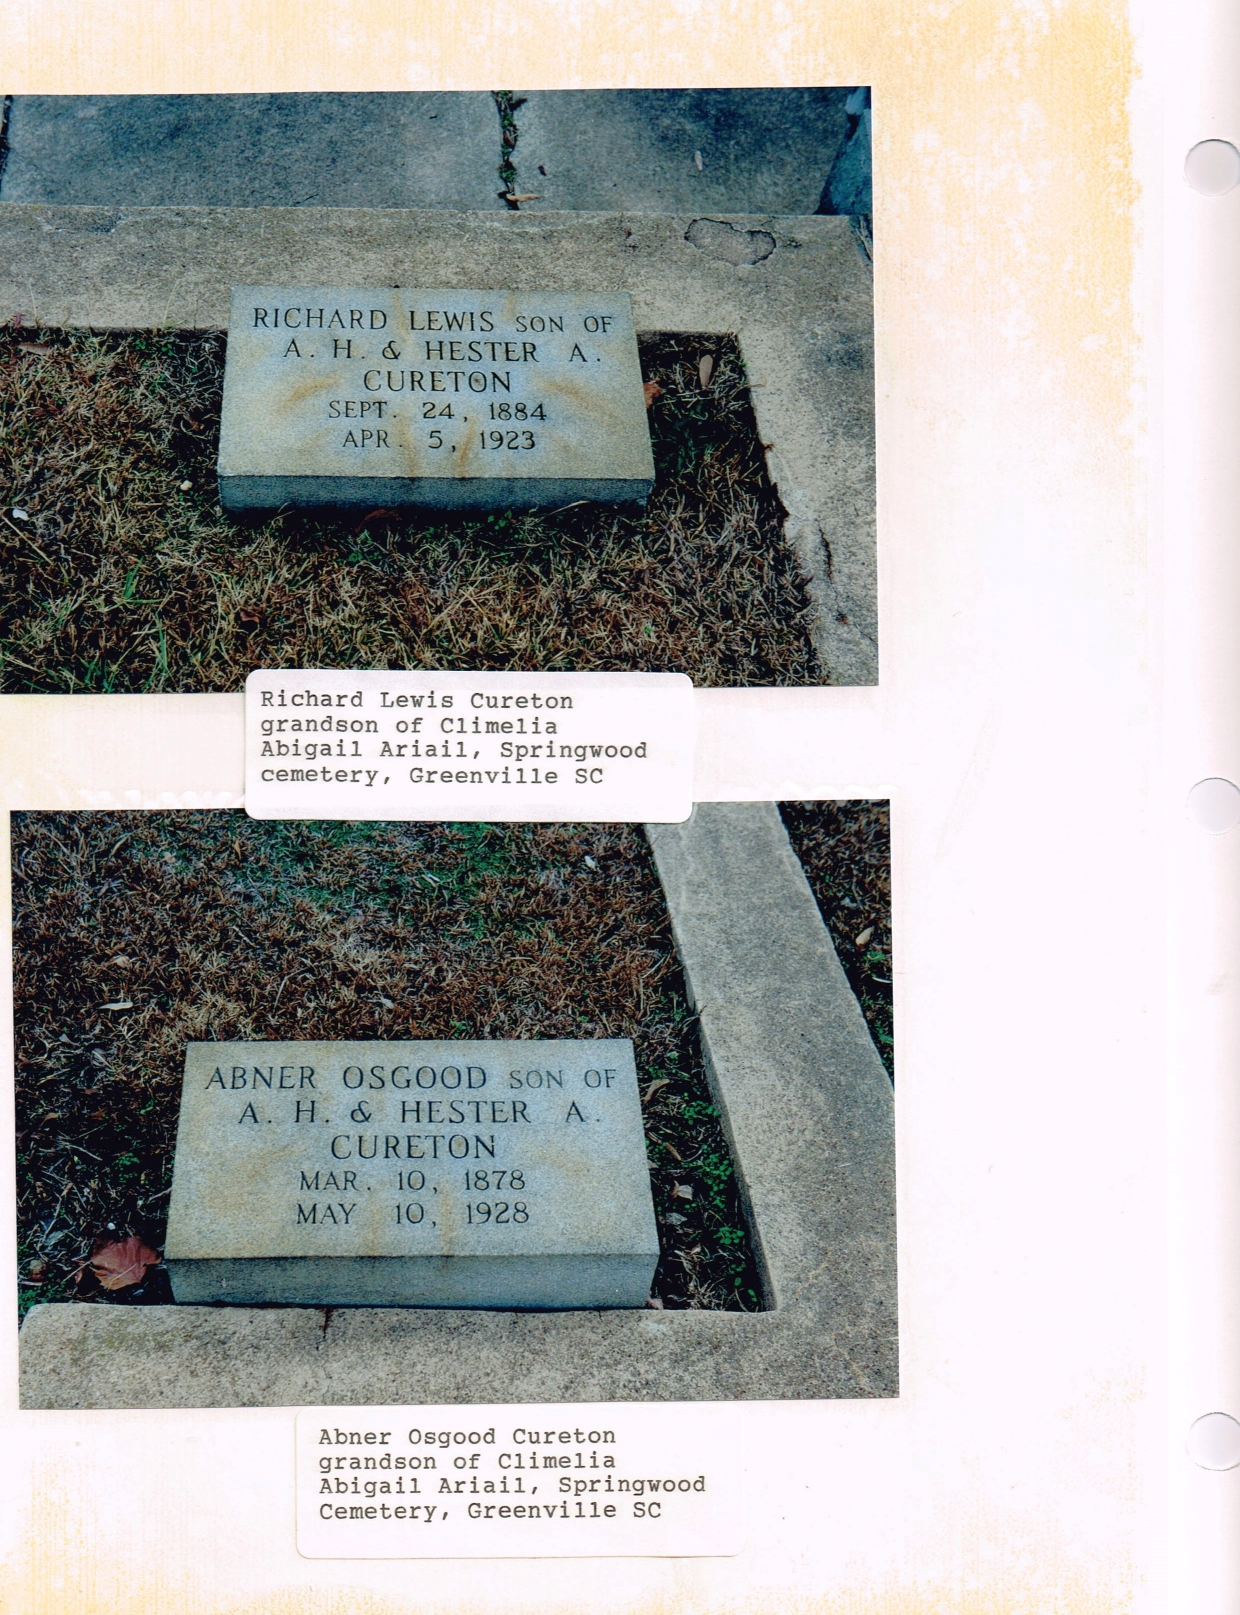 RICHARD LEWIS SON OF
A. H. & HESTER A.
CURETON
SEPT. 24, 1884
APR. 5, 1923
Richard Lewis Cureton
grandson of Climelia
Abigail Ariail, Springwood
cemetery, Greenville SC
ABNER OSGOOD SON OF
A. H. & HESTER A.
CURETON
MAR. 10, 1878
MAY 10, 1928
Abner Osgood Cureton
grandson of Climelia
Abigail Ariail, Springwood
Cemetery, Greenville SC